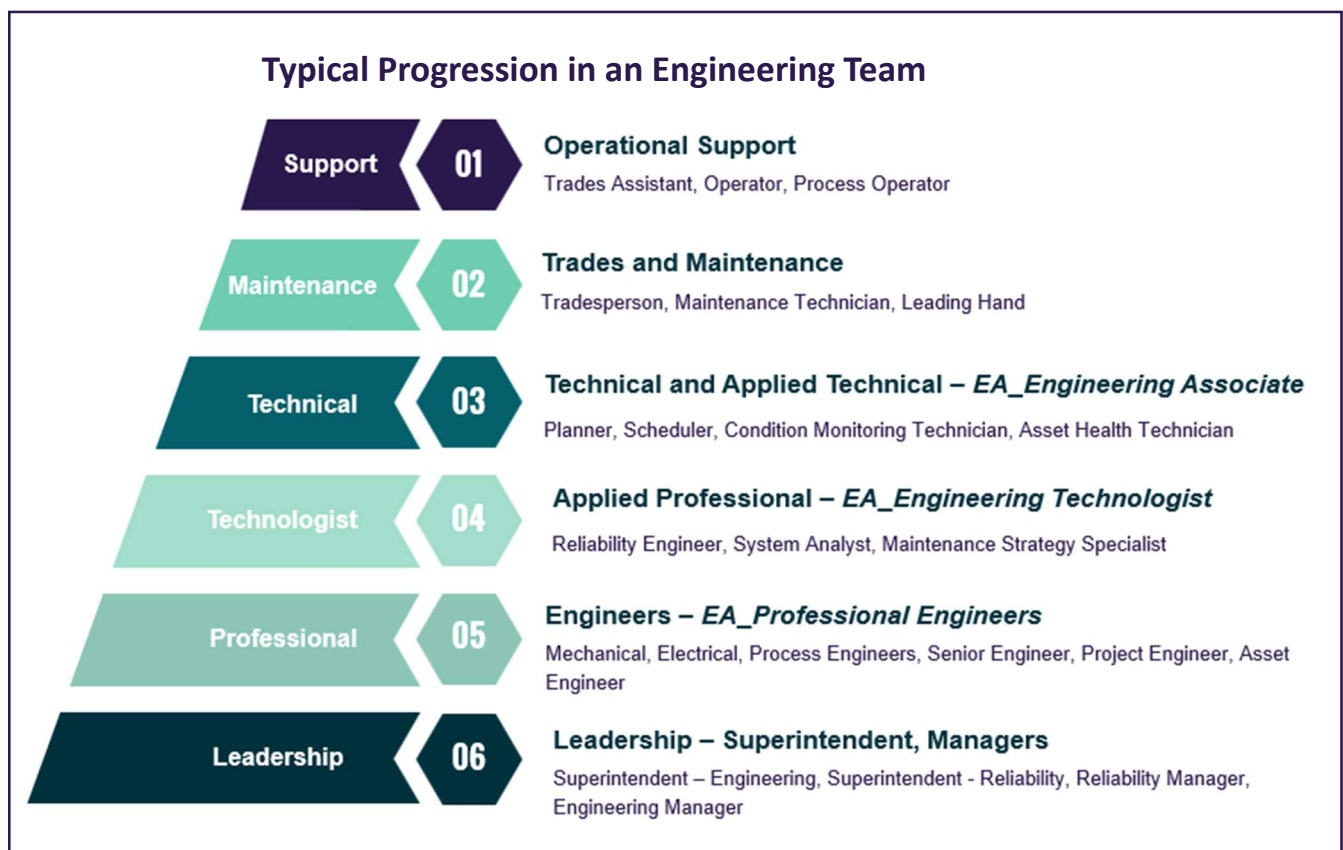 Typical Progression in an Engineering Team
Support
01
Operational Support
Trades Assistant, Operator, Process Operator
Maintenance
02
Trades and Maintenance
Tradesperson, Maintenance Technician, Leading Hand
Technical
03
Technical and Applied Technical – EA_Engineering Associate
Planner, Scheduler, Condition Monitoring Technician, Asset Health Technician
Technologist
04
Applied Professional – EA_Engineering Technologist
Reliability Engineer, System Analyst, Maintenance Strategy Specialist
Professional
05
Engineers – EA_Professional Engineers
Mechanical, Electrical, Process Engineers, Senior Engineer, Project Engineer, Asset
Engineer
Leadership
06
Leadership – Superintendent, Managers
Superintendent – Engineering, Superintendent - Reliability, Reliability Manager,
Engineering Manager